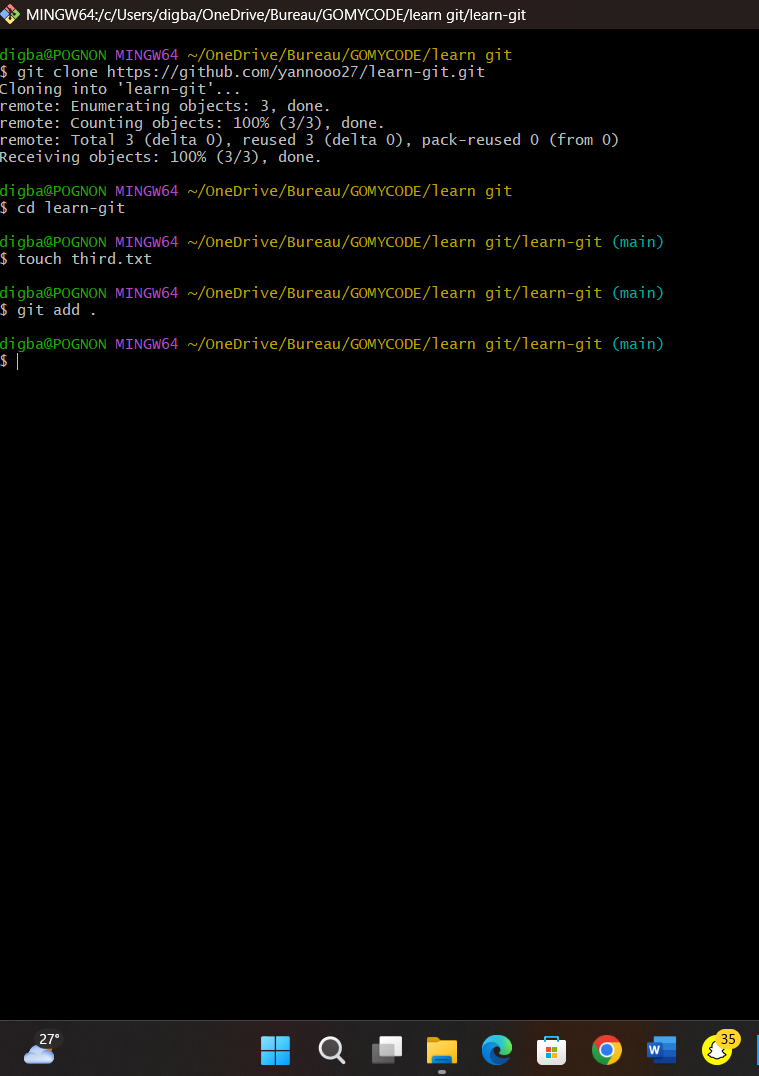 MINGW64:/c/Users/digba/OneDrive/Bureau/GOMYCODE/learn git/learn-git
digba@POGNON MINGW64 ~/OneDrive/Bureau/GOMYCODE/learn git
$ git clone https://github.com/yannooo27/learn-git.git
Cloning into 'learn-git'...
remote: Enumerating objects: 3, done.
remote: Counting objects: 100% (3/3), done.
remote: Total 3 (delta 0), reused 3 (delta 0), pack-reused 0 (from 0)
Receiving objects: 100% (3/3), done.
digba@POGNON MINGW64 ~/OneDrive/Bureau/GOMYCODE/learn git
$ cd learn-git
digba@POGNON MINGW64 ~/OneDrive/Bureau/GOMYCODE/learn git/learn-git (main)
$ touch third.txt
digba@POGNON MINGW64 ~/OneDrive/Bureau/GOMYCODE/learn git/learn-git (main)
$ git add .
digba@POGNON MINGW64 ~/OneDrive/Bureau/GOMYCODE/learn git/learn-git (main)
$
27°
W
35